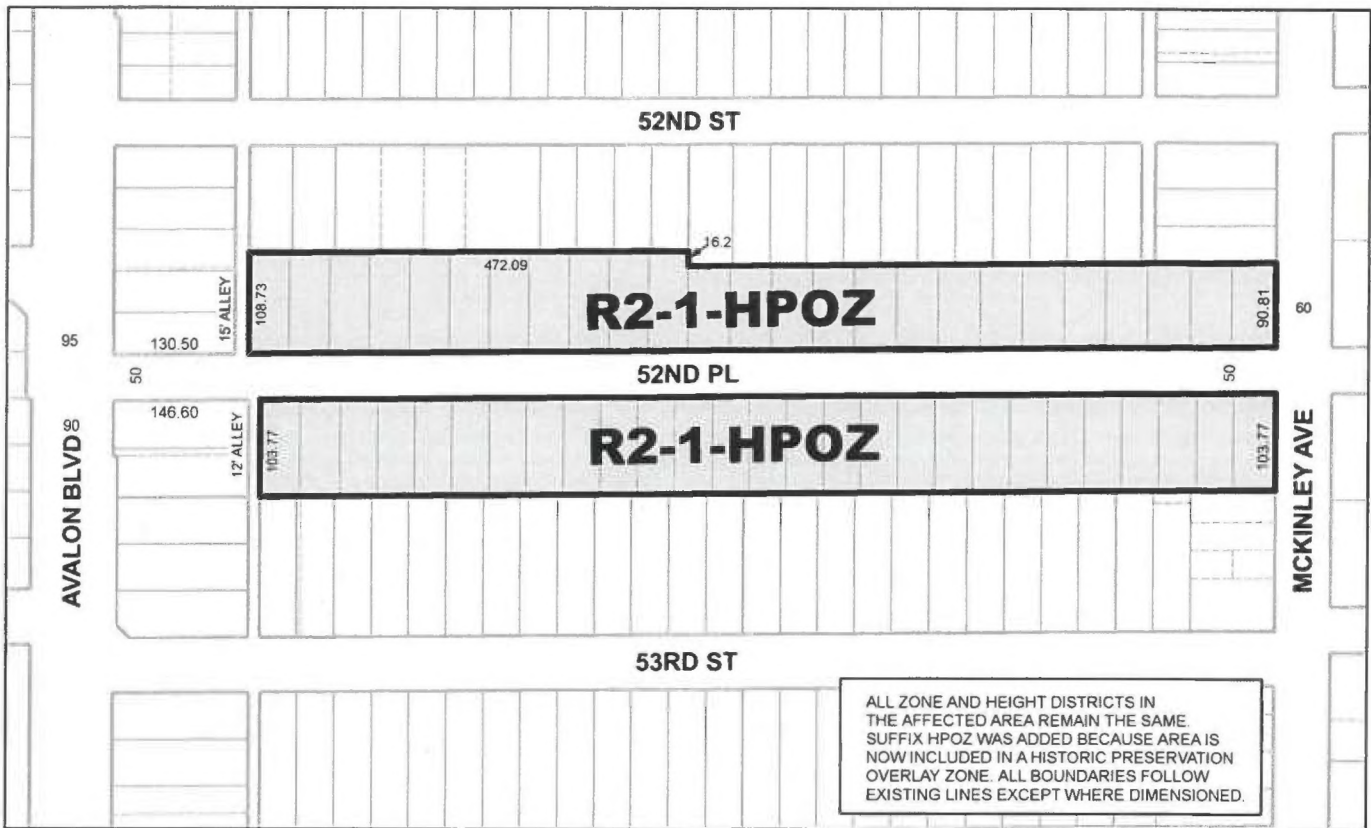 52ND ST
16.2
472.09
15' ALLEY
108.73
R2-1-HPOZ
90.81
60
95
130.50
50
52ND PL
50
146.60
90
12' ALLEY
103.77
R2-1-HPOZ
103.77
AVALON BLVD
MCKINLEY AVE
53RD ST
ALL ZONE AND HEIGHT DISTRICTS IN
THE AFFECTED AREA REMAIN THE SAME.
SUFFIX HPOZ WAS ADDED BECAUSE AREA IS
NOW INCLUDED IN A HISTORIC PRESERVATION
OVERLAY ZONE. ALL BOUNDARIES FOLLOW
EXISTING LINES EXCEPT WHERE DIMENSIONED.